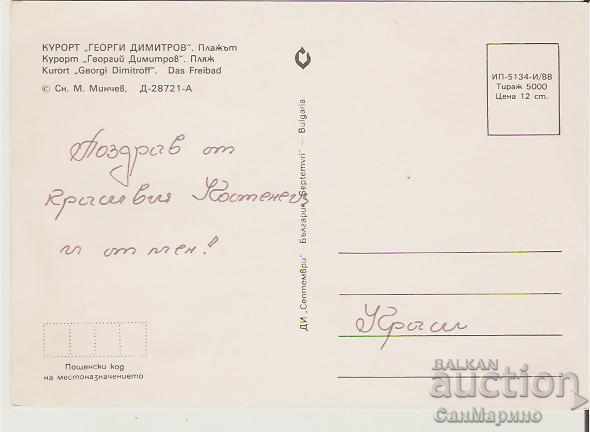 КУРОРТ „ГЕОРГИ ДИМИТРОВ". Плажът
Курорт „Георгий Димитров". Пляж
Kurort „Georgi Dimitroff". Das Freibad
© Сн. М. Минчев, Д-28721-А
Поздрав от
красивия Костенец
и от мен!
Пощенски код
на местоназначението
ДИ „Септември" България „Septemvri" — Bulgaria
ИП-5134-И/88
Тираж 5000
Цена 12 ст.
Краси
BALKAN
auction
СанМарино